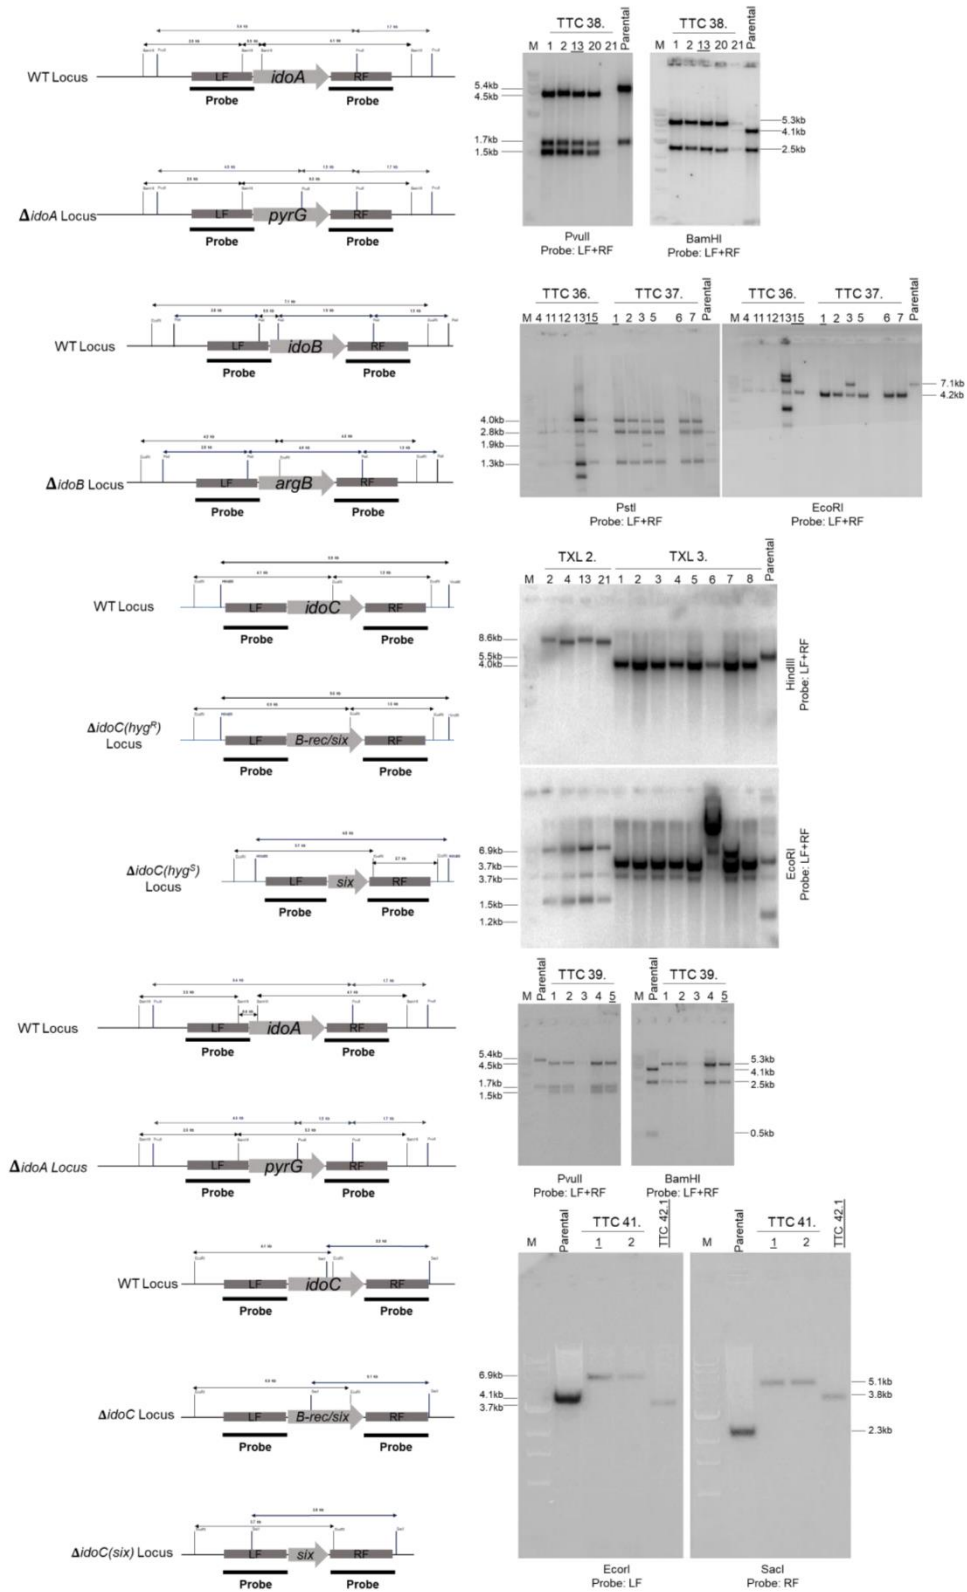 TTC 38.
M 1 2 13 20 21 Parental
5.4kb
4.5kb
1.7kb
1.5kb
PvuII
Probe: LF+RF
TTC 38.
M 1 2 13 20 21 Parental
5.3kb
4.1kb
2.5kb
BamHI
Probe: LF+RF
WT Locus
LF idoA RF
Probe Probe
ΔidoA Locus
LF pyrG RF
Probe Probe
TTC 36. TTC 37.
M 4 11 12 13 15 1 2 3 5 6 7 Parental
4.0kb
2.8kb
1.9kb
1.3kb
PstI
Probe: LF+RF
TTC 36. TTC 37.
M 4 11 12 13 15 1 2 3 5 6 7 Parental
7.1kb
4.2kb
EcoRI
Probe: LF+RF
WT Locus
LF idoB RF
Probe Probe
ΔidoB Locus
LF argB RF
Probe Probe
TXL 2. TXL 3.
M 2 4 13 21 1 2 3 4 5 6 7 8 Parental
8.6kb
5.5kb
4.0kb
HindIII
Probe: LF+RF
6.9kb
3.7kb
3.7kb
1.5kb
1.2kb
EcoRI
Probe: LF+RF
WT Locus
LF idoC RF
Probe Probe
ΔidoC(hygR)
Locus
LF B-rec/six RF
Probe Probe
ΔidoC(hygS)
Locus
LF six RF
Probe Probe
TTC 39.
M Parental 1 2 3 4 5
5.4kb
4.5kb
1.7kb
1.5kb
PvuII
Probe: LF+RF
TTC 39.
M Parental 1 2 3 4 5
5.3kb
4.1kb
2.5kb
0.5kb
BamHI
Probe: LF+RF
WT Locus
LF idoA RF
Probe Probe
ΔidoA Locus
LF pyrG RF
Probe Probe
TTC 41.
M Parental 1 2 TTC 42.1
6.9kb
4.1kb
3.7kb
EcorI
Probe: LF
TTC 41.
M Parental 1 2 TTC 42.1
5.1kb
3.8kb
2.3kb
SacI
Probe: RF
WT Locus
LF idoC RF
Probe Probe
ΔidoC Locus
LF B-rec/six RF
Probe Probe
ΔidoC(six) Locus
LF six RF
Probe Probe